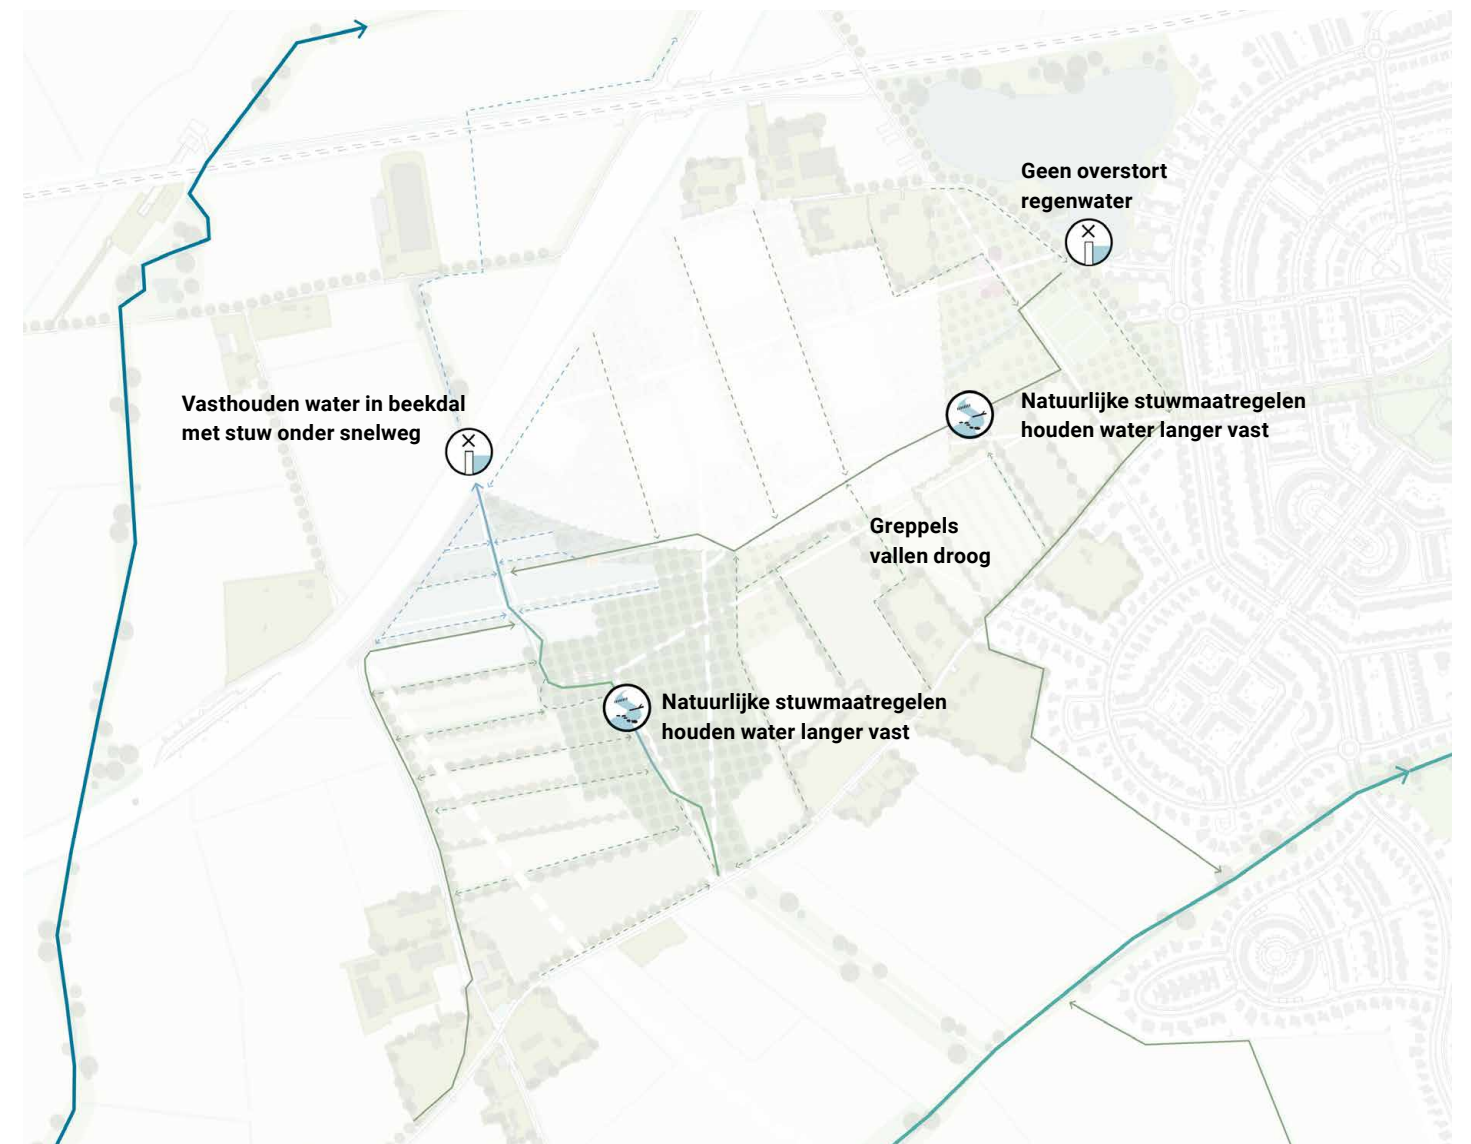 Geen overstort
regenwater
Vasthouden water in beekdal
met stuw onder snelweg
Natuurlijke stuwmaatregelen
houden water langer vast
Greppels
vallen droog
Natuurlijke stuwmaatregelen
houden water langer vast